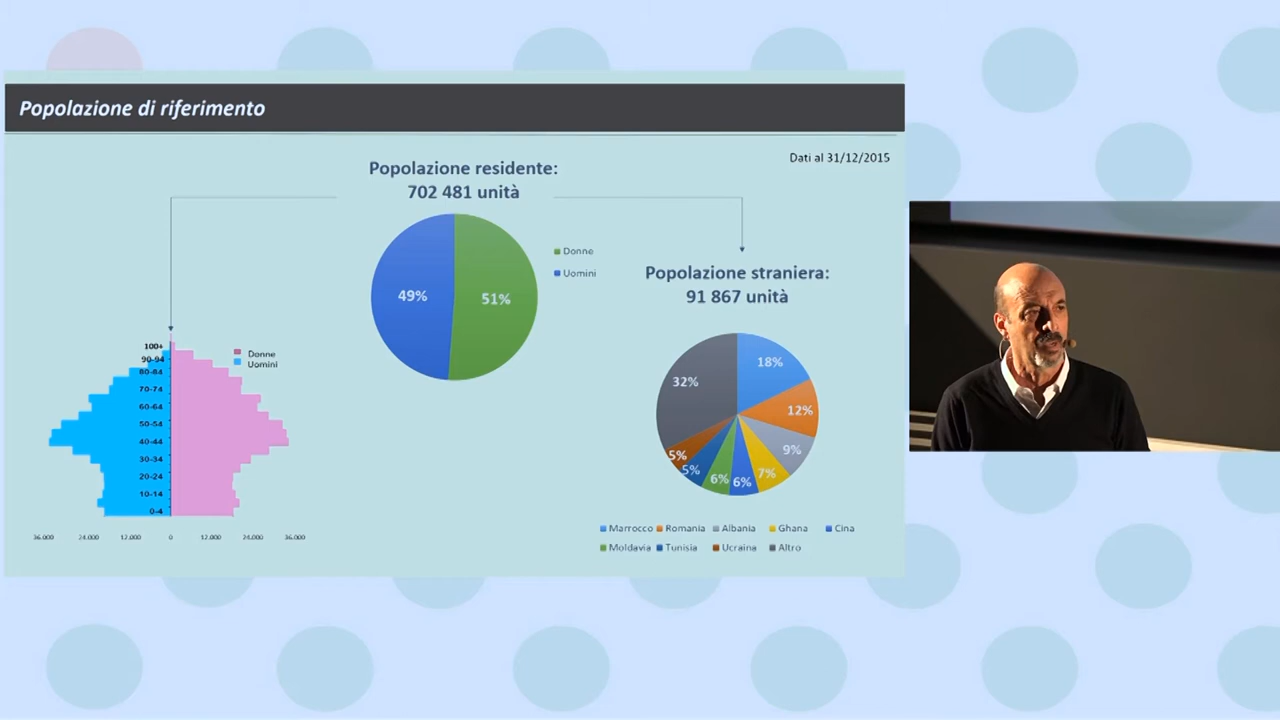 Popolazione di riferimento
Dati al 31/12/2015
Popolazione residente:
702 481 unità
Donne
Uomini
49%
51%
Popolazione straniera:
91 867 unità
100+
90-94
80-84
70-74
60-64
50-54
40-44
30-34
20-24
10-14
0-4
Donne
Uomini
36.000 24.000 12.000 0 12.000 24.000 36.000
18%
12%
9%
7%
6%
6%
5%
5%
32%
Marrocco Romania Albania Ghana Cina
Moldavia Tunisia Ucraina Altro